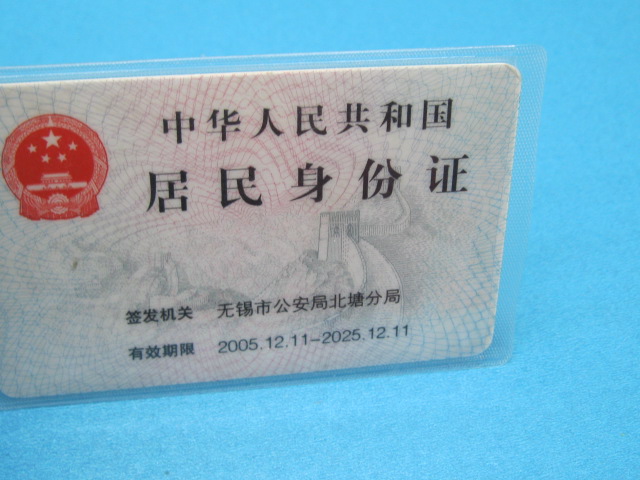 中华人民共和国
居民身份证
签发机关 无锡市公安局北塘分局
有效期限 2005.12.11-2025.12.11